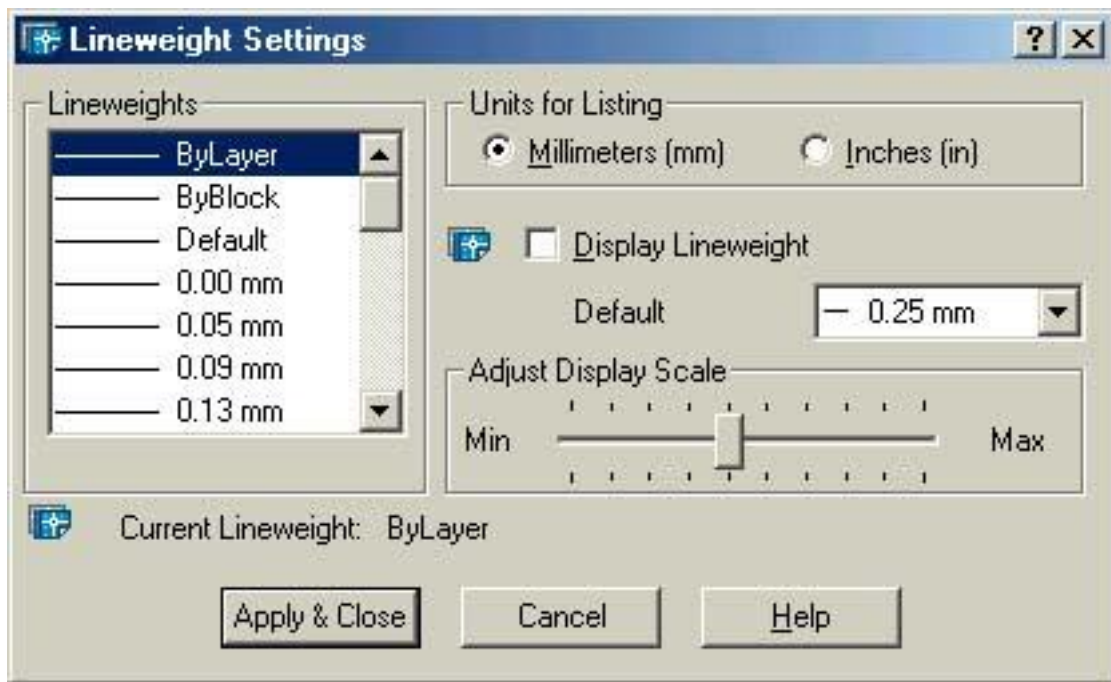 Lineweight Settings
Lineweights
ByLayer
ByBlock
Default
0.00 mm
0.05 mm
0.09 mm
0.13 mm
Units for Listing
Millimeters (mm)
Inches (in)
Display Lineweight
Default
0.25 mm
Adjust Display Scale
Min
Max
Current Lineweight: ByLayer
Apply & Close
Cancel
Help